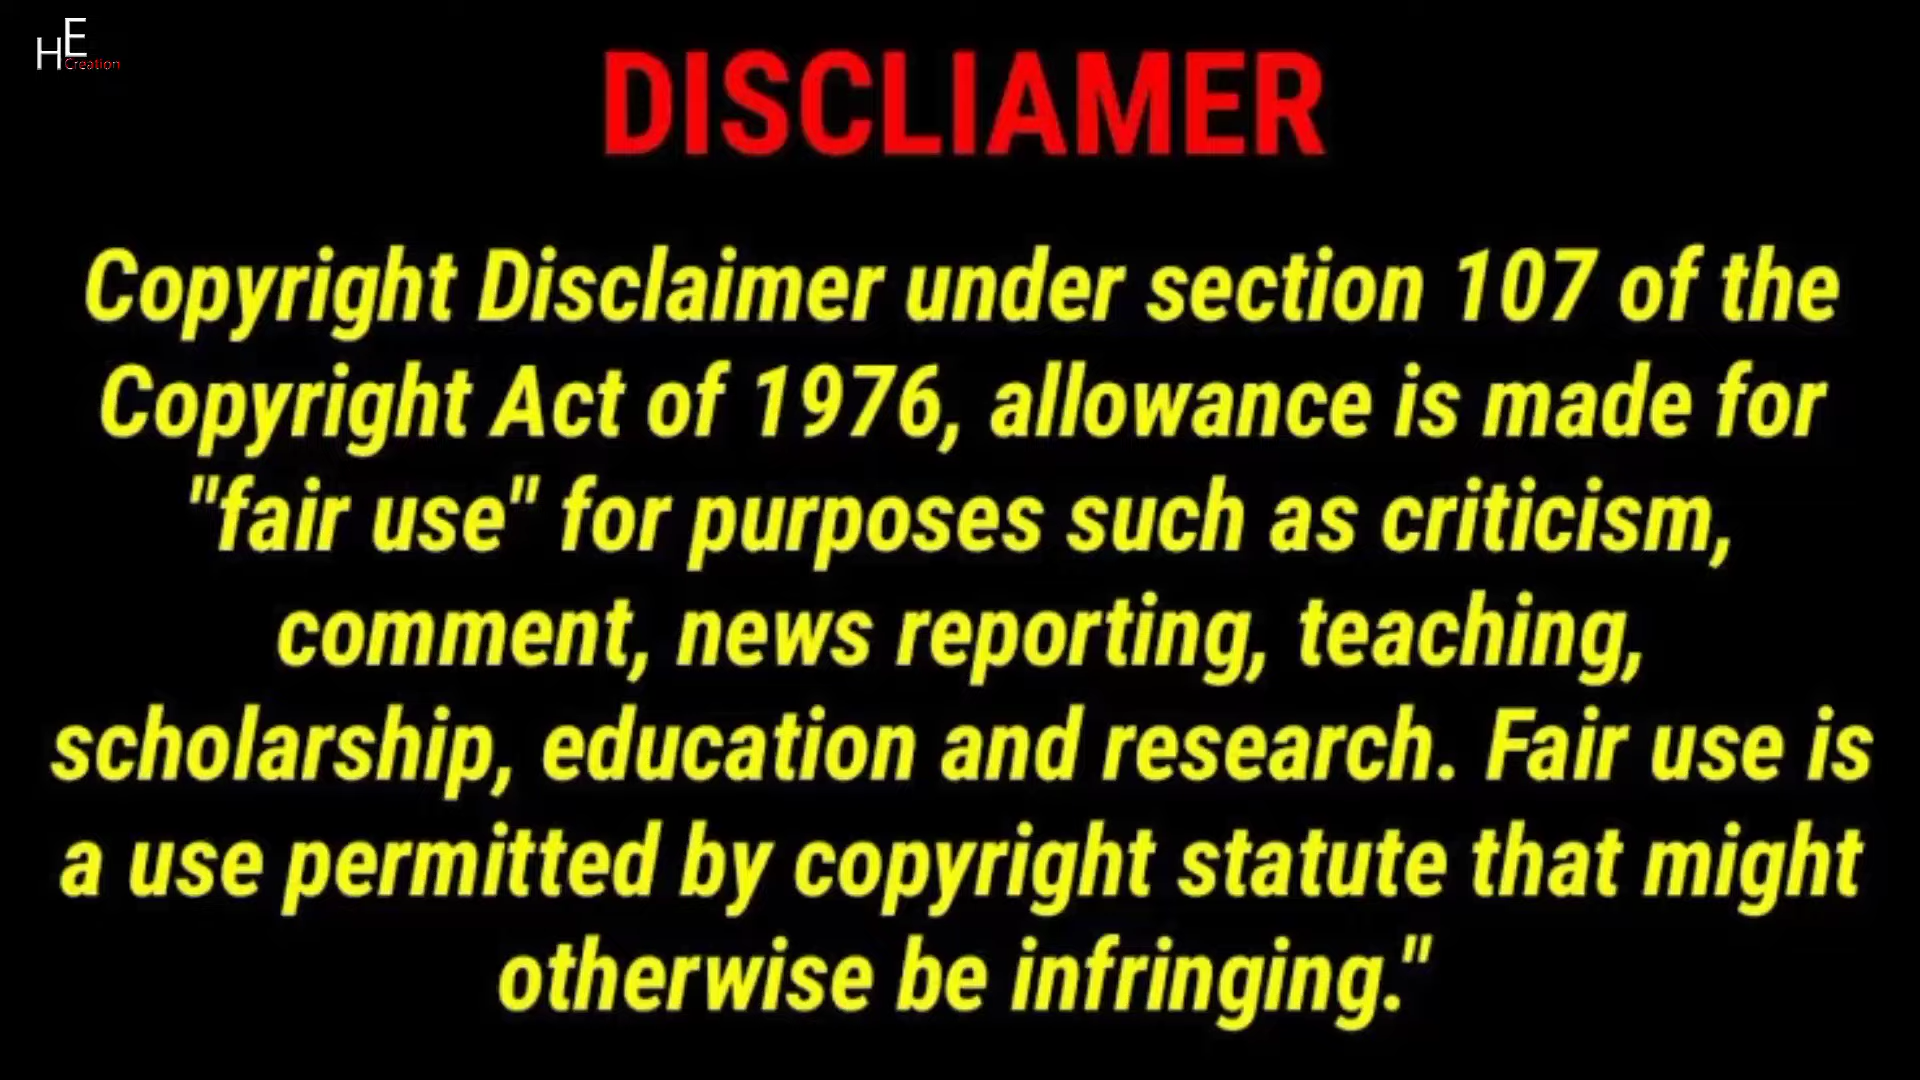 HE
Creation
DISCLIAMER
Copyright Disclaimer under section 107 of the
Copyright Act of 1976, allowance is made for
"fair use" for purposes such as criticism,
comment, news reporting, teaching,
scholarship, education and research. Fair use is
a use permitted by copyright statute that might
otherwise be infringing."